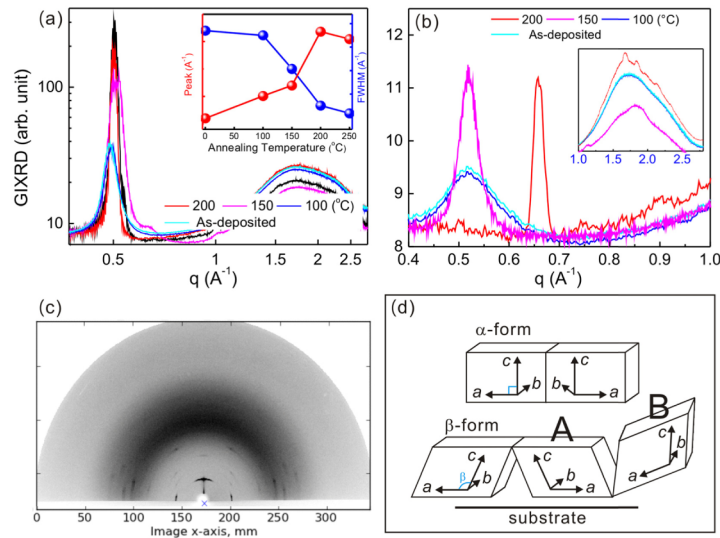 (a)
GIXRD (arb. unit)
100
10
0.5
1
1.5
2
2.5
q (A⁻¹)
200 150 100 (°C)
As-deposited
Peak (A⁻¹)
FWHM (A⁻¹)
0 50 100 150 200 250
Annealing Temperature (°C)
(b)
200 150 100 (°C)
As-deposited
12
11
10
9
8
0.4 0.5 0.6 0.7 0.8 0.9 1.0
q (A⁻¹)
1.0 1.5 2.0 2.5
(c)
0 50 100 150 200 250 300
Image x-axis, mm
(d)
α-form
c
a
b
c
b
a
β-form
A
B
c
β
b
a
c
b
a
c
b
a
substrate